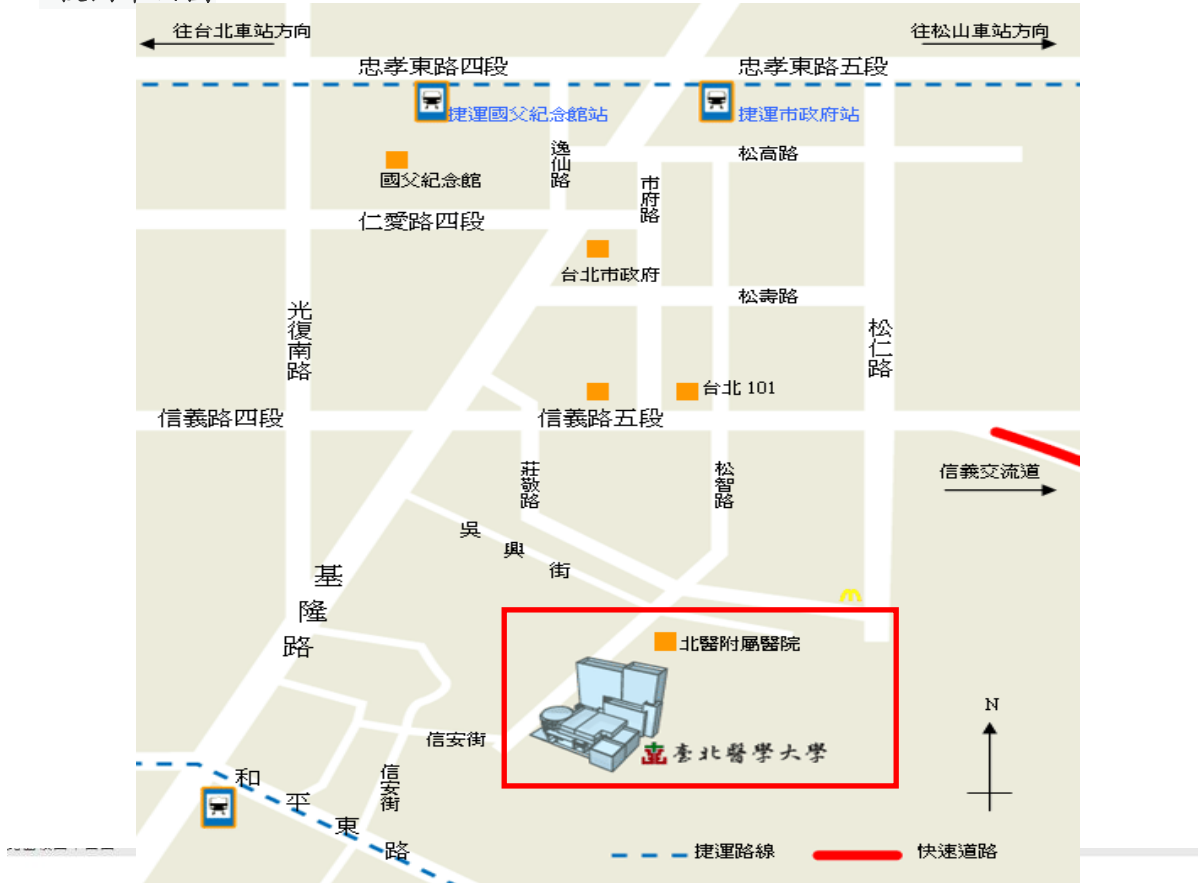 往台北車站方向
往松山車站方向
忠孝東路四段
忠孝東路五段
捷運國父紀念館站
捷運市政府站
逸仙路
松高路
國父紀念館
市府路
仁愛路四段
台北市政府
松壽路
光復南路
松仁路
台北 101
信義路四段
信義路五段
莊敬路
松智路
信義交流道
吳興街
基隆路
北醫附屬醫院
N
信安街
臺北醫學大學
信安街
和平東路
捷運路線
快速道路